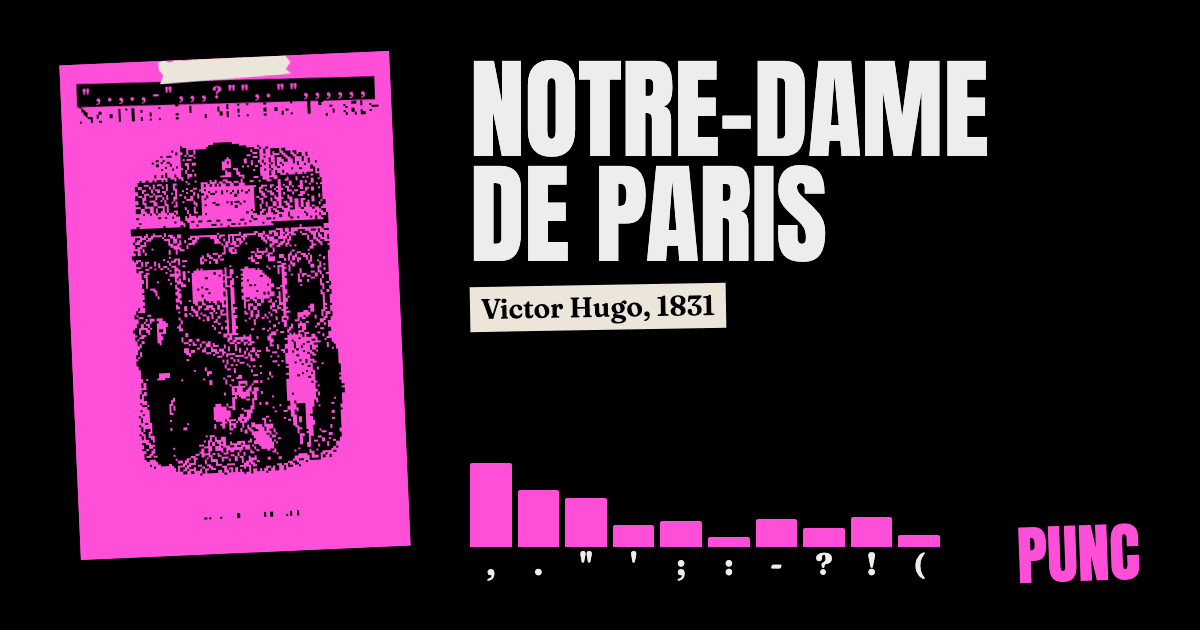 " , . , . , - " , , , ? " " , . " " , , , , , ,
NOTRE-DAME
DE PARIS
Victor Hugo, 1831
, . " ' ; : - ? ! (
PUNC